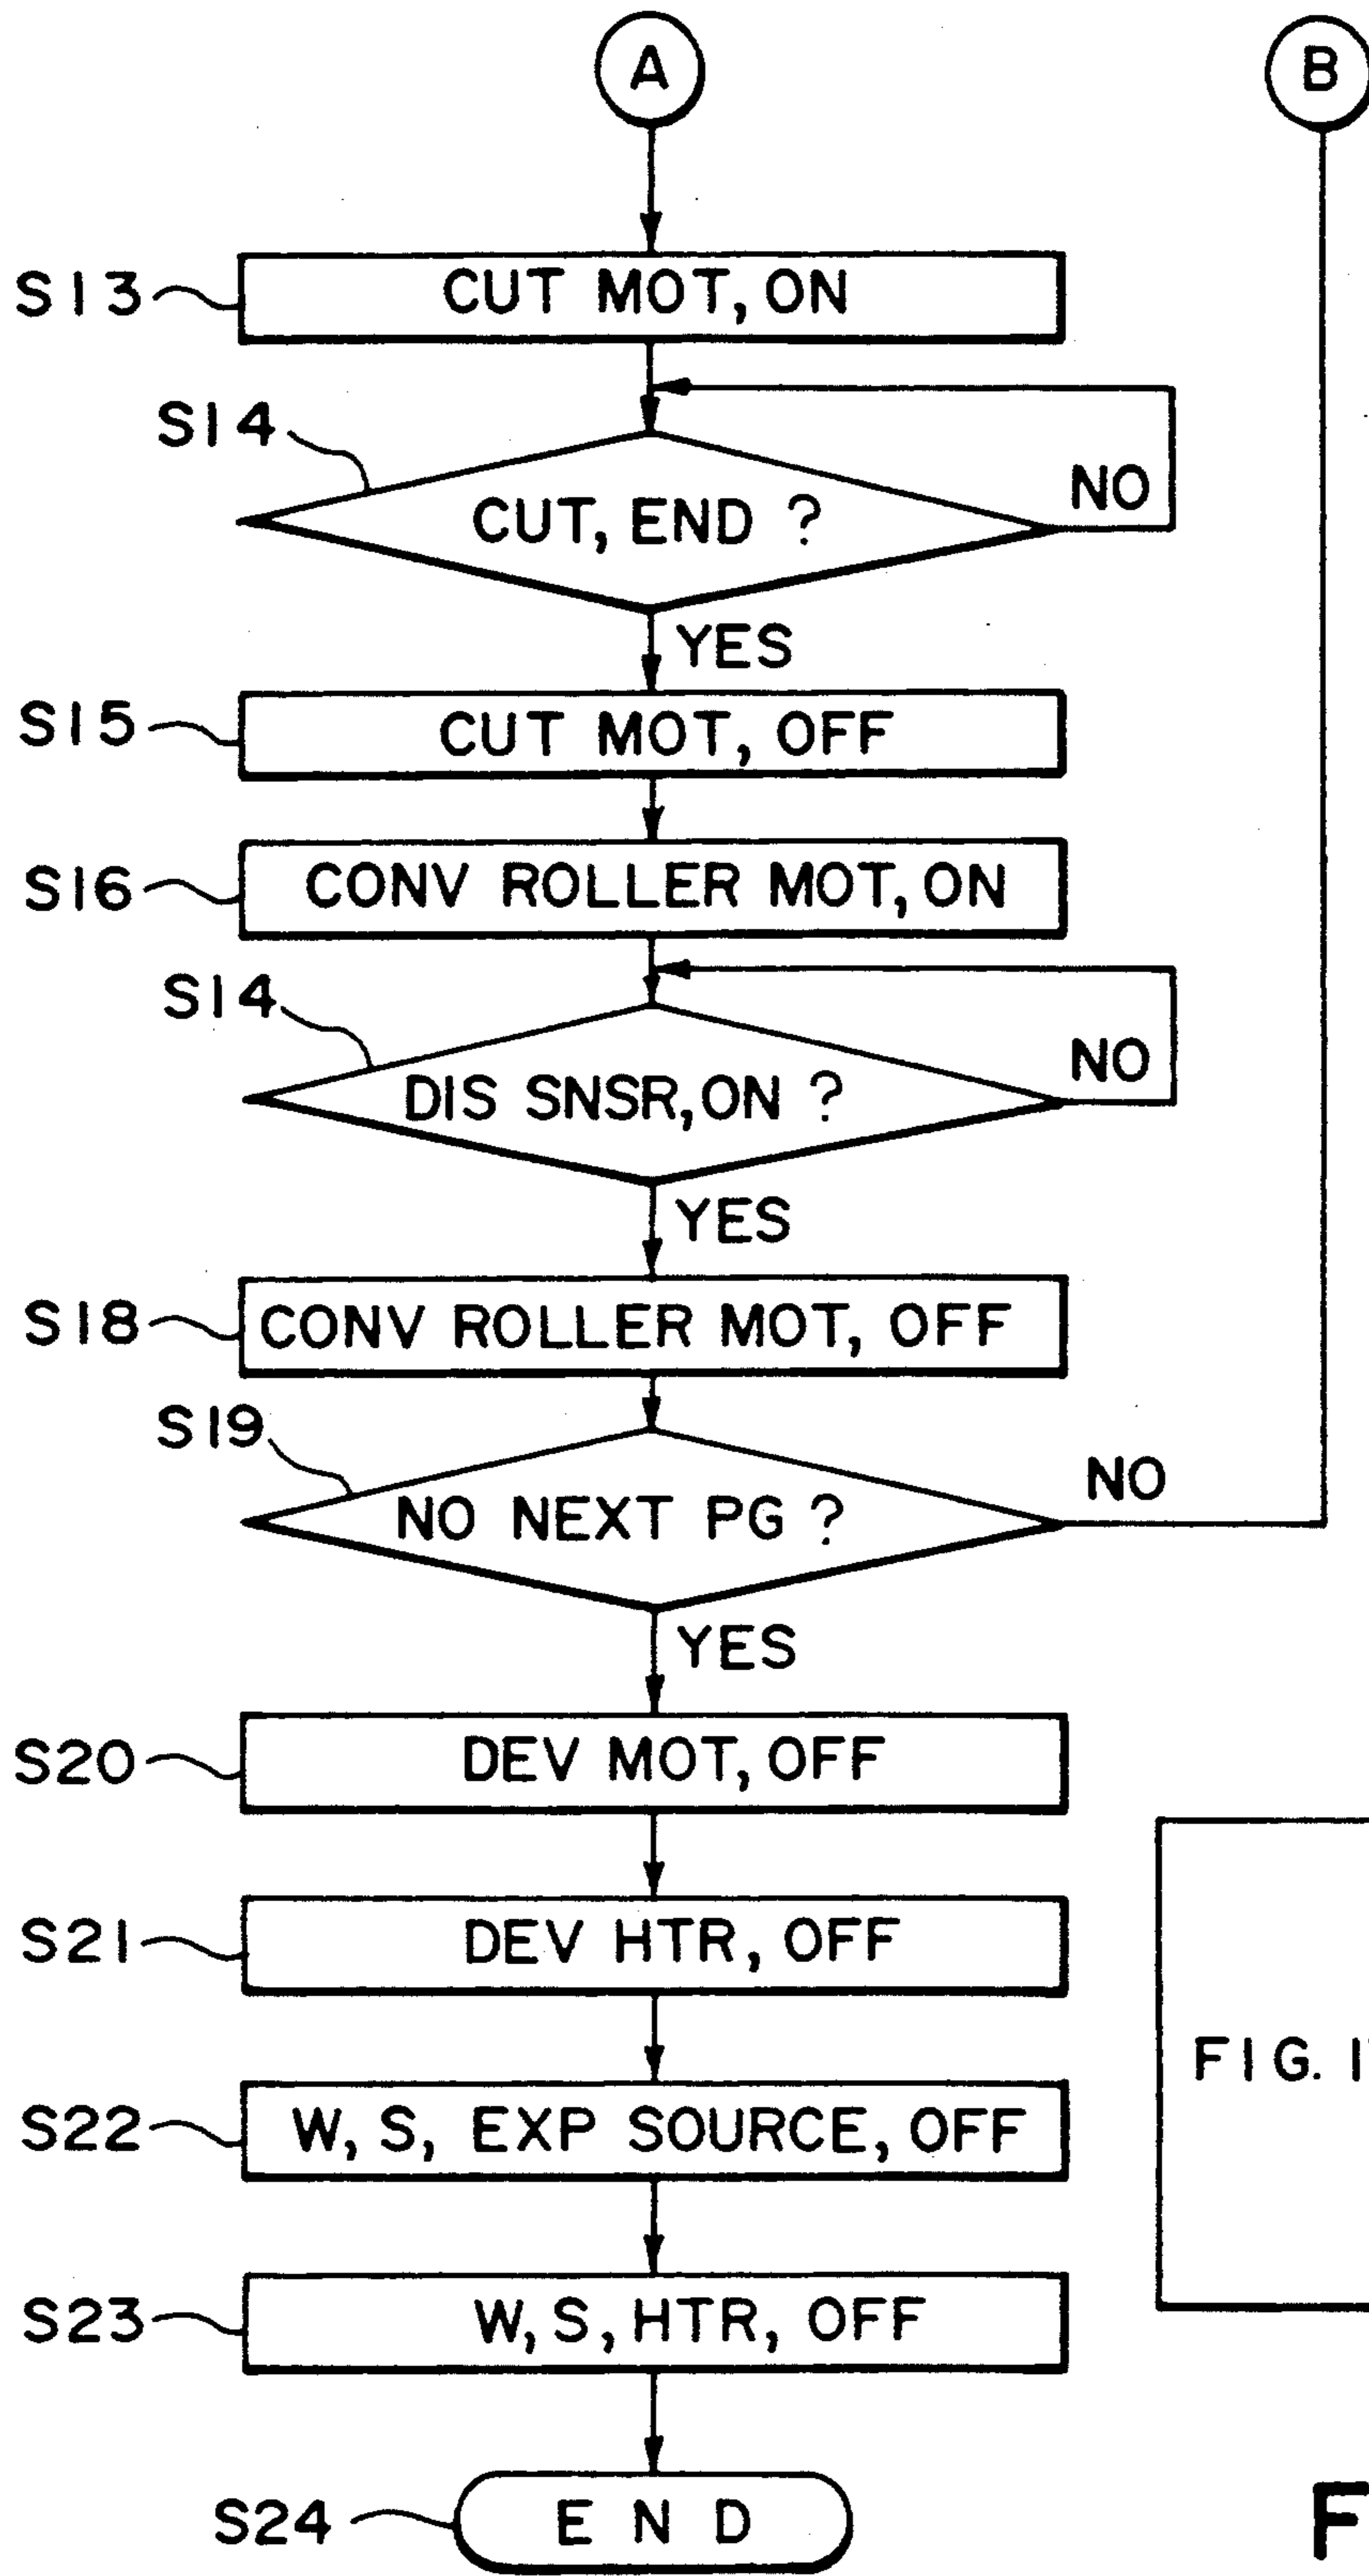 A
B
S13
CUT MOT, ON
S14
CUT, END ?
NO
YES
S15
CUT MOT, OFF
S16
CONV ROLLER MOT, ON
S14
DIS SNSR, ON ?
NO
YES
S18
CONV ROLLER MOT, OFF
S19
NO NEXT PG ?
NO
YES
S20
DEV MOT, OFF
S21
DEV HTR, OFF
FIG.
S22
W, S, EXP SOURCE, OFF
S23
W, S, HTR, OFF
S24
END